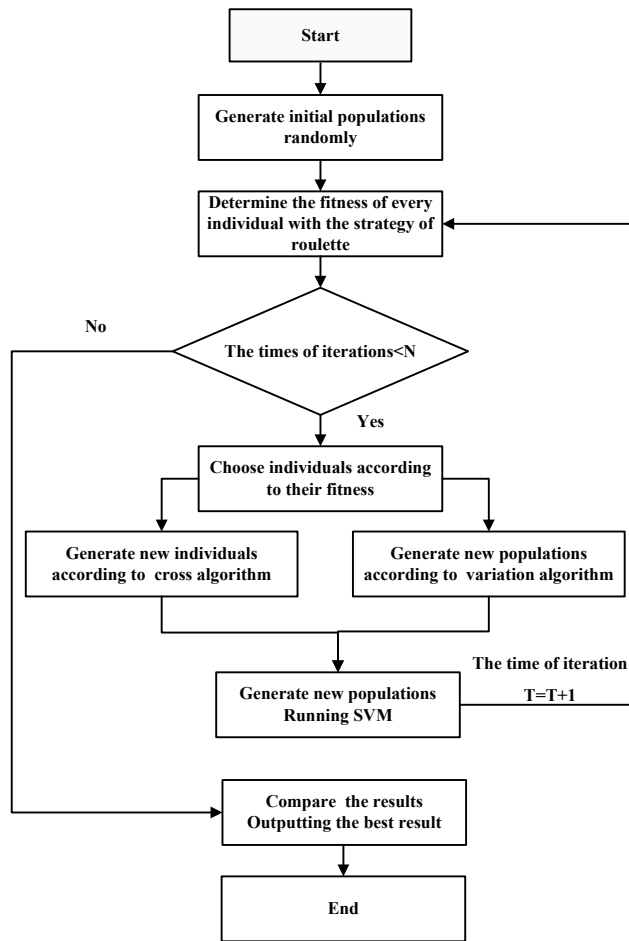 Start
Generate initial populations
randomly
Determine the fitness of every
individual with the strategy of
roulette
No
The times of iterrations<N
Yes
Choose individuals according
to their fitness
Generate new individuals
according to cross algorithm
Generate new populations
according to variation algorithm
The time of iteration
Generate new populations
Running SVM
T=T+1
Compare the results
Outputting the best result
End